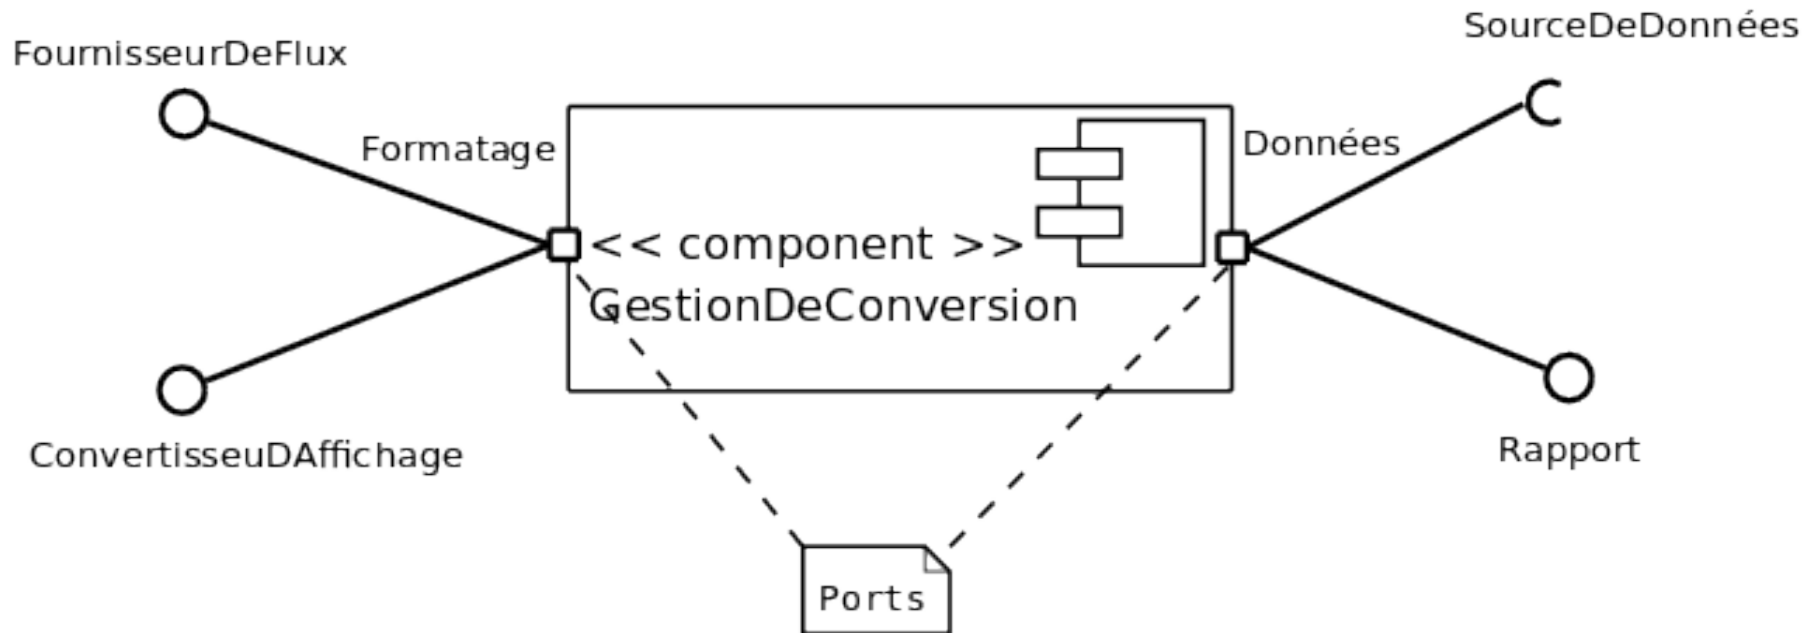 SourceDeDonnées
FournisseurDeFlux
Formatage
Données
<< component >>
GestionDeConversion
ConvertisseuDAffichage
Rapport
Ports